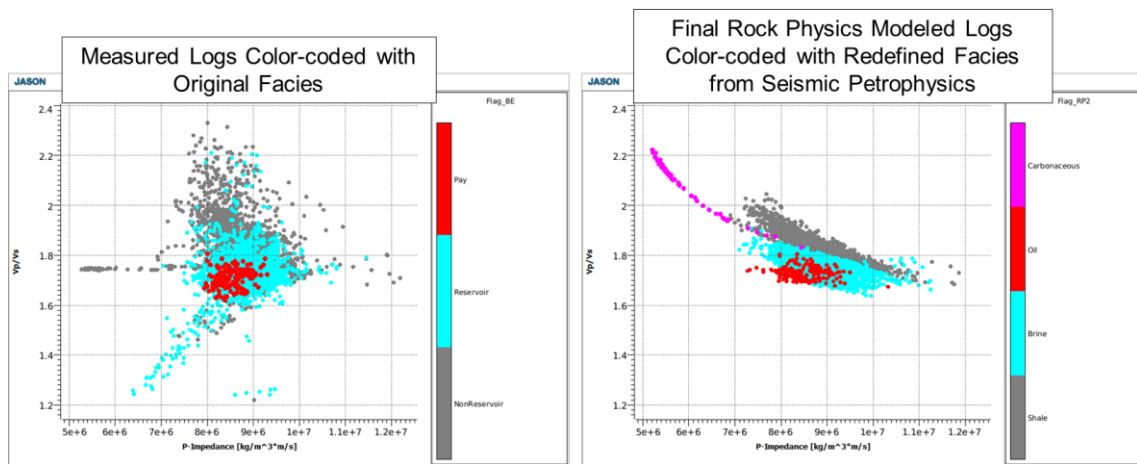 Measured Logs Color-coded with
Original Facies
JASON
Flag_BE
Pay
Reservoir
NonReservoir
2.4
2.2
2
1.8
1.6
1.4
1.2
Vp/Vs
5e+6 6e+6 7e+6 8e+6 9e+6 1e+7 1.1e+7 1.2e+7
P-Impedance [kg/m^3*m/s]
Final Rock Physics Modeled Logs
Color-coded with Redefined Facies
from Seismic Petrophysics
JASON
Flag_RP2
Carbonaceous
Oil
Brine
Shale
2.4
2.2
2
1.8
1.6
1.4
1.2
Vp/Vs
5e+6 6e+6 7e+6 8e+6 9e+6 1e+7 1.1e+7 1.2e+7
P-Impedance [kg/m^3*m/s]